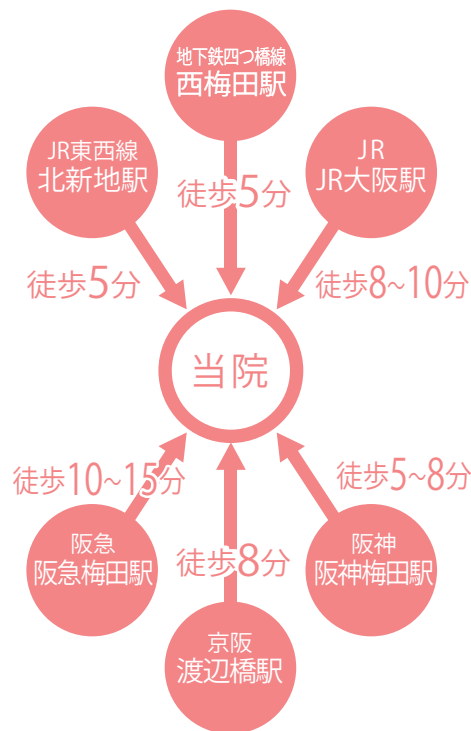 地下鉄四つ橋線
西梅田駅
JR東西線
北新地駅
JR
JR大阪駅
徒歩5分
徒歩5分
徒歩8~10分
当院
徒歩10~15分
徒歩5~8分
阪急
阪急梅田駅
徒歩8分
阪神
阪神梅田駅
京阪
渡辺橋駅